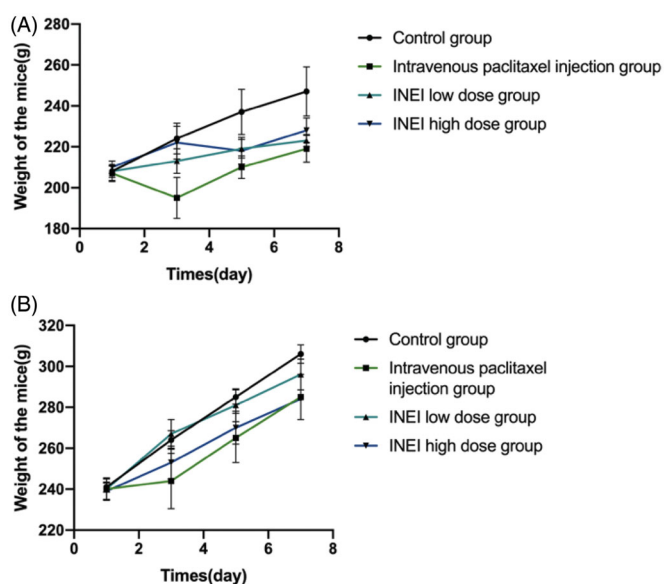 (A)
Weight of the mice(g)
280
260
240
220
200
180
0 2 4 6 8
Times(day)
Control group
Intravenous paclitaxel injection group
INEI low dose group
INEI high dose group
(B)
Weight of the mice(g)
320
300
280
260
240
220
0 2 4 6 8
Times(day)
Control group
Intravenous paclitaxel
injection group
INEI low dose group
INEI high dose group